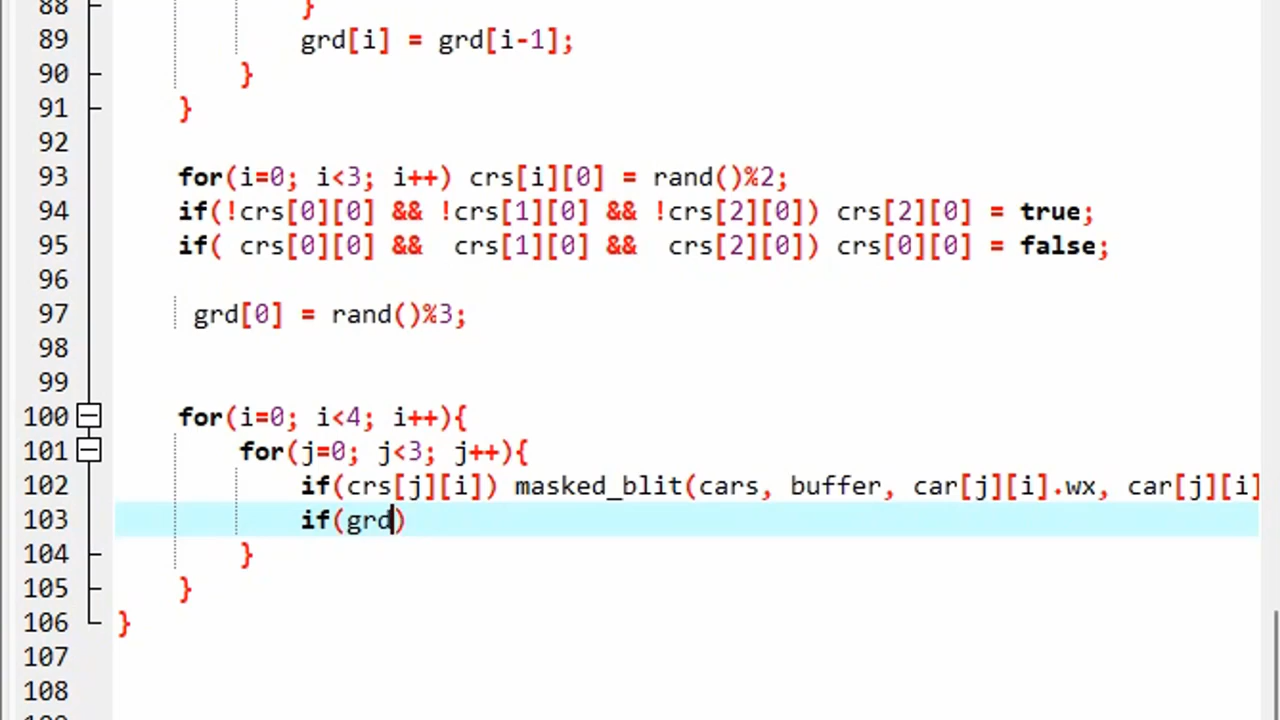 88 }
89 grd[i] = grd[i-1];
90 }
91 }
92
93 for(i=0; i<3; i++) crs[i][0] = rand()%2;
94 if(!crs[0][0] && !crs[1][0] && !crs[2][0]) crs[2][0] = true;
95 if( crs[0][0] &&  crs[1][0] &&  crs[2][0]) crs[0][0] = false;
96
97 grd[0] = rand()%3;
98
99
100 for(i=0; i<4; i++){
101 for(j=0; j<3; j++){
102 if(crs[j][i]) masked_blit(cars, buffer, car[j][i].wx, car[j][i]
103 if(grd)
104 }
105 }
106 }
107
108